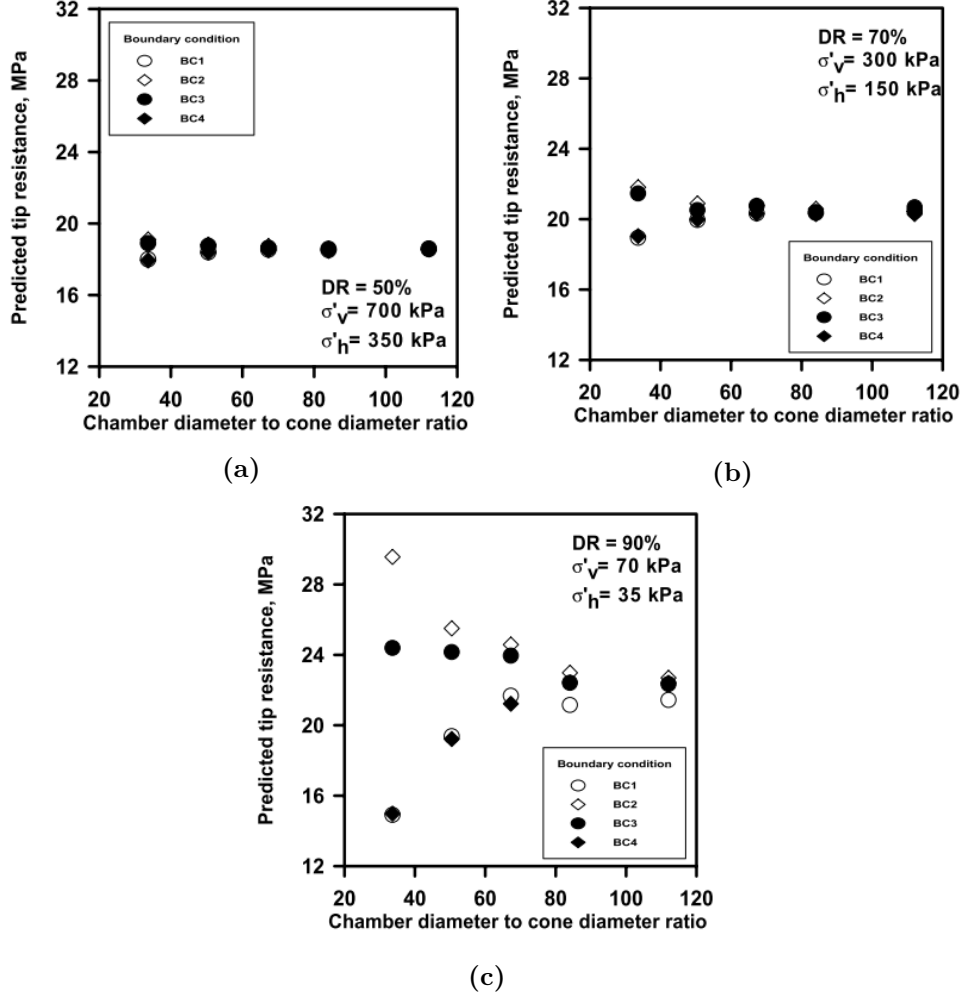 32
28
24
20
16
12
Predicted tip resistance, MPa
Boundary condition
BC1
BC2
BC3
BC4
DR = 50%
σ'v= 700 kPa
σ'h= 350 kPa
20 40 60 80 100 120
Chamber diameter to cone diameter ratio
(a)
32
28
24
20
16
12
Predicted tip resistance, MPa
DR = 70%
σ'v= 300 kPa
σ'h= 150 kPa
Boundary condition
BC1
BC2
BC3
BC4
20 40 60 80 100 120
Chamber diameter to cone diameter ratio
(b)
32
28
24
20
16
12
Predicted tip resistance, MPa
DR = 90%
σ'v= 70 kPa
σ'h= 35 kPa
Boundary condition
BC1
BC2
BC3
BC4
20 40 60 80 100 120
Chamber diameter to cone diameter ratio
(c)